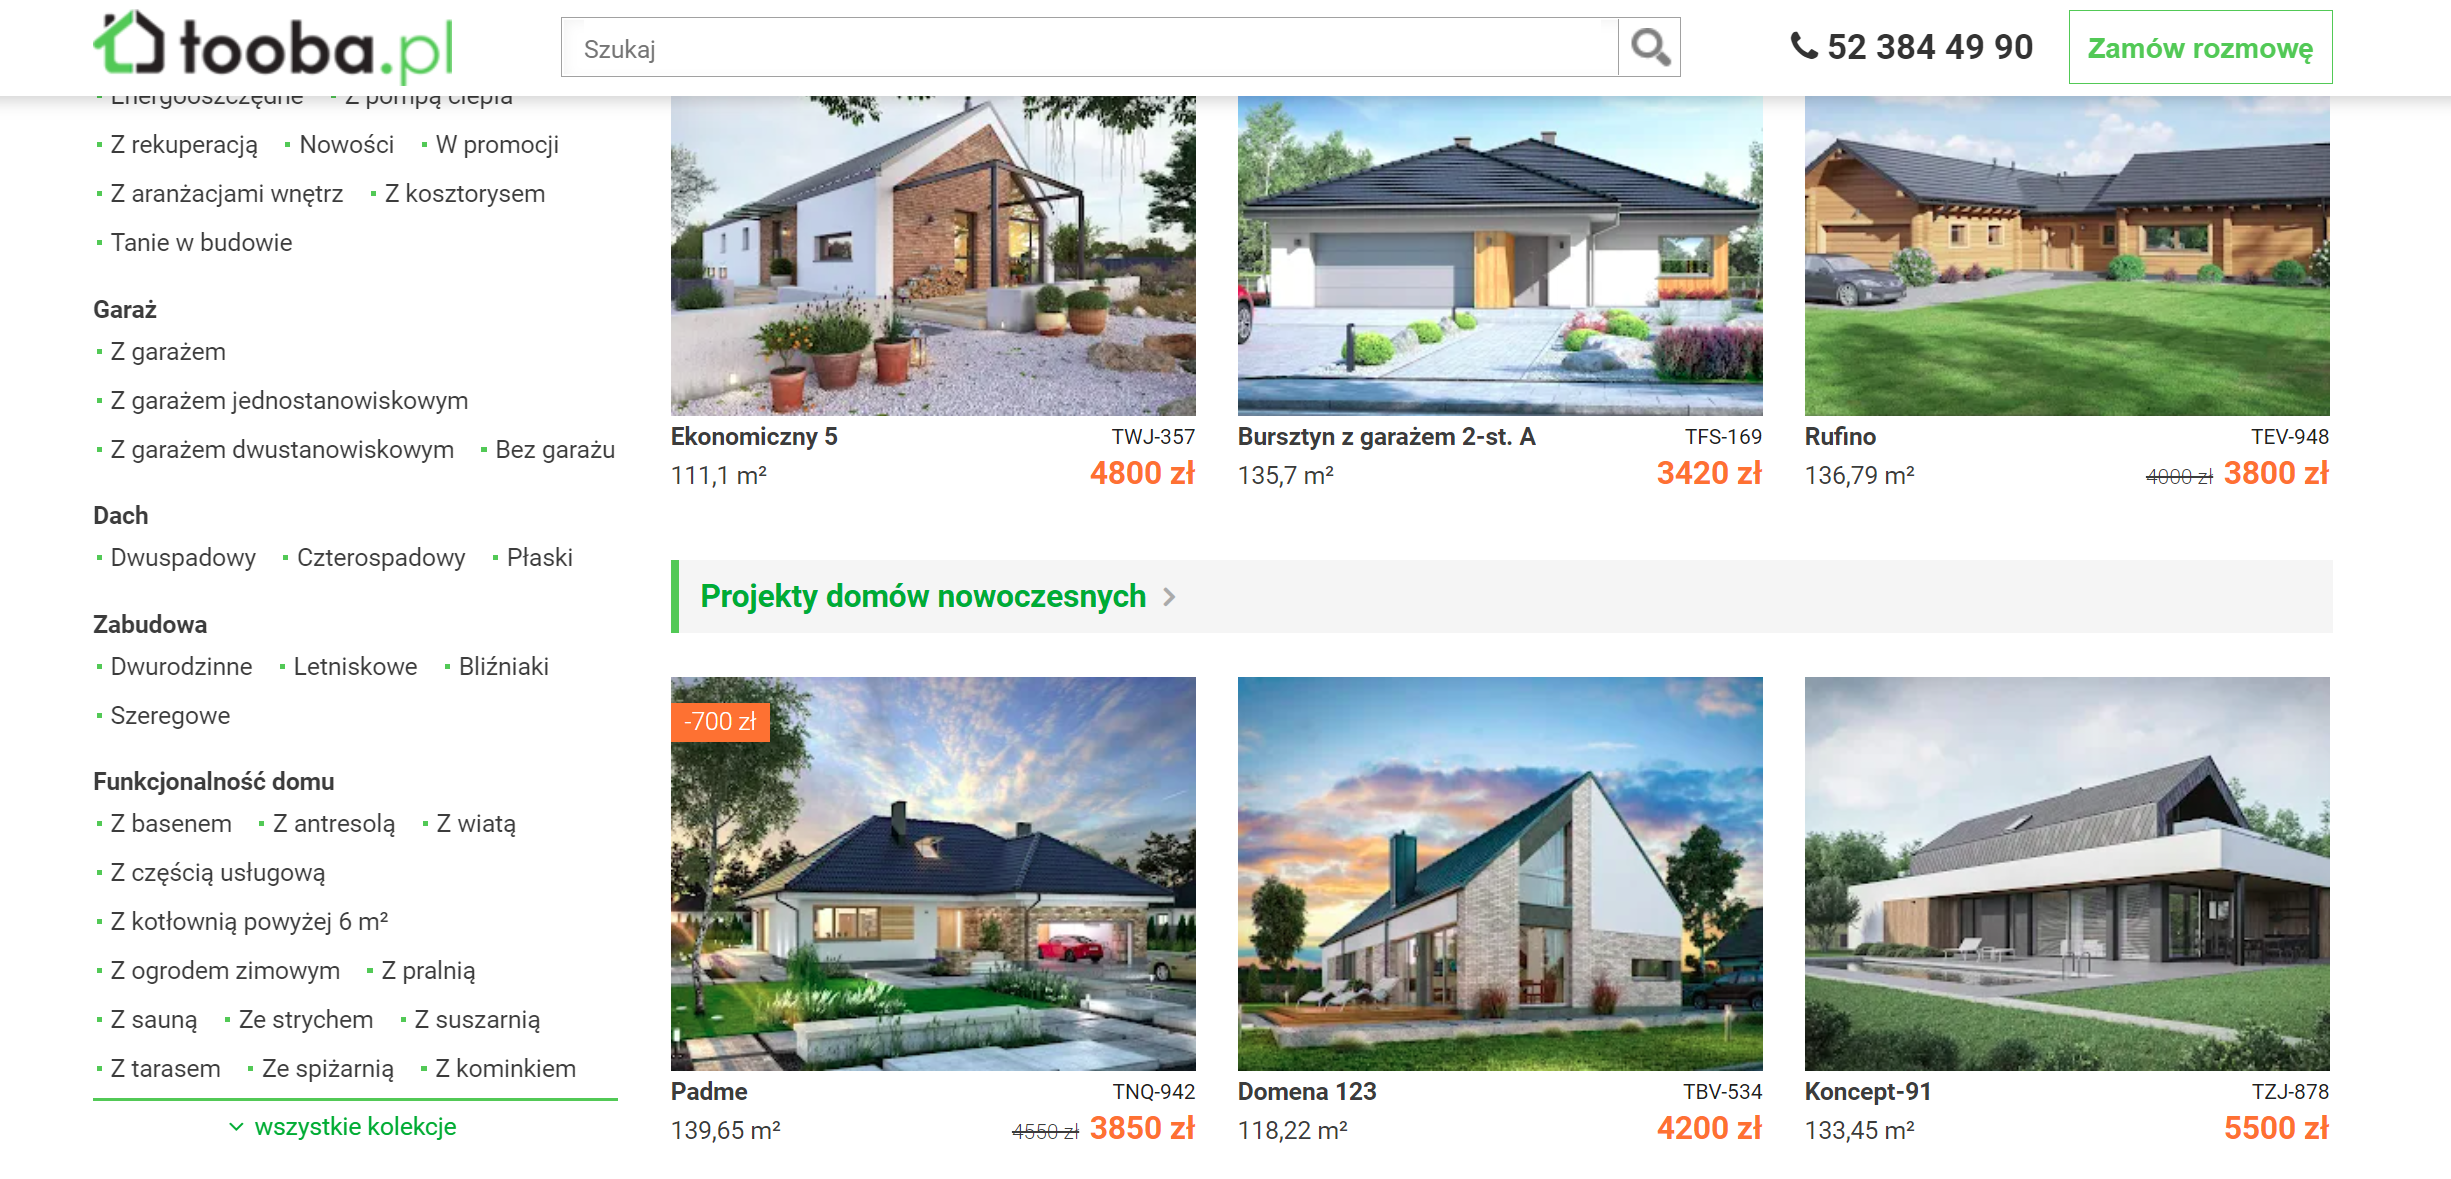 tooba.pl
Szukaj
52 384 49 90
Zamów rozmowę
Energooszczędne Z pompą ciepła
Z rekuperacją Nowości W promocji
Z aranżacjami wnętrz Z kosztorysem
Tanie w budowie
Garaż
Z garażem
Z garażem jednostanowiskowym
Z garażem dwustanowiskowym Bez garażu
Dach
Dwuspadowy Czterospadowy Płaski
Zabudowa
Dwurodzinne Letniskowe Bliźniaki
Szeregowe
Funkcjonalność domu
Z basenem Z antresolą Z wiatą
Z częścią usługową
Z kotłownią powyżej 6 m²
Z ogrodem zimowym Z pralnią
Z sauną Ze strychem Z suszarnią
Z tarasem Ze spiżarnią Z kominkiem
wszystkie kolekcje
Ekonomiczny 5 TWJ-357
111,1 m² 4800 zł
Bursztyn z garażem 2-st. A TFS-169
135,7 m² 3420 zł
Rufino TEV-948
136,79 m² 4000 zł 3800 zł
Projekty domów nowoczesnych
-700 zł
Padme TNQ-942
139,65 m² 4550 zł 3850 zł
Domena 123 TBV-534
118,22 m² 4200 zł
Koncept-91 TZJ-878
133,45 m² 5500 zł